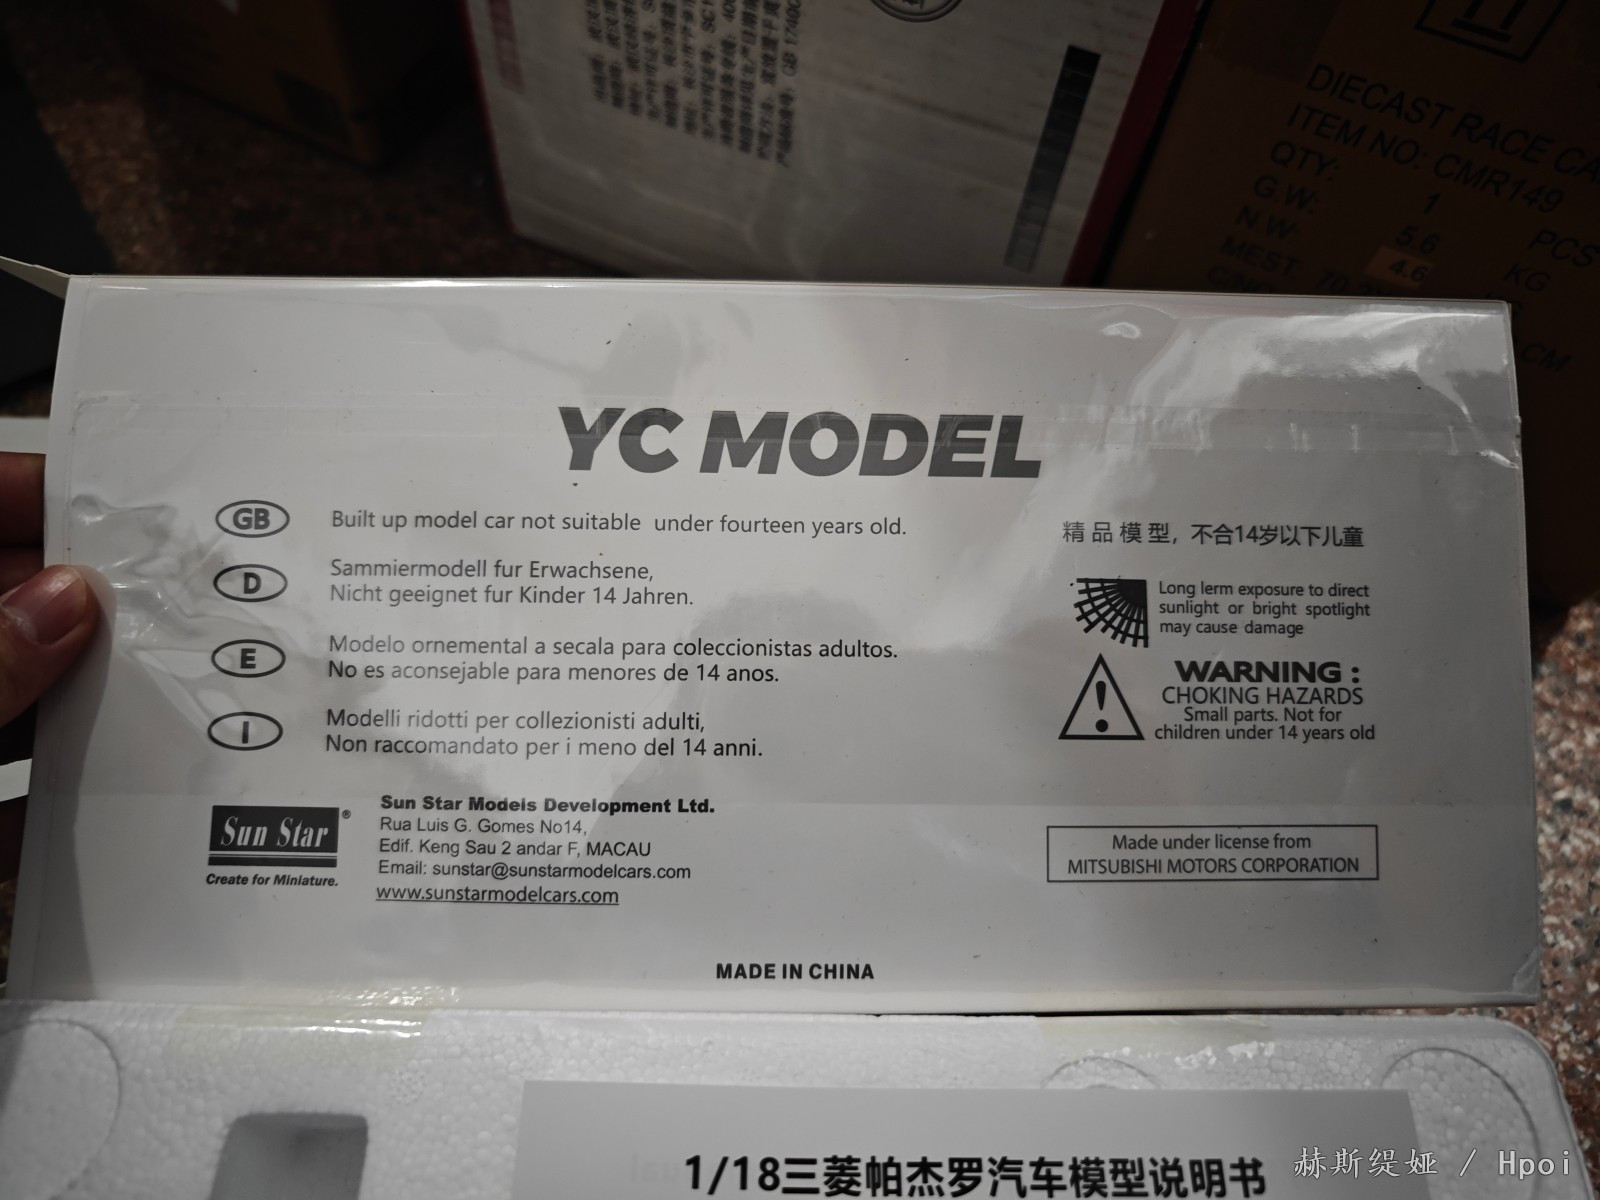 DIECAST RACE
ITEM NO: CMR149
QTY: 1 PCS
G.W: 5.6 KG
N.W: 4.6
MEST 70
CM
YC MODEL
GB
Built up model car not suitable under fourteen years old.
D
Sammiermodell fur Erwachsene,
Nicht geeignet fur Kinder 14 Jahren.
E
Modelo ornemental a secala para coleccionistas adultos.
No es aconsejable para menores de 14 anos.
I
Modelli ridotti per collezionisti adulti,
Non raccomandato per i meno del 14 anni.
精品模型，不合14岁以下儿童
Long lerm exposure to direct
sunlight or bright spotlight
may cause damage
WARNING :
CHOKING HAZARDS
Small parts. Not for
children under 14 years old
Sun Star®
Create for Miniature.
Sun Star Models Development Ltd.
Rua Luis G. Gomes No14,
Edif. Keng Sau 2 andar F, MACAU
Email: sunstar@sunstarmodelcars.com
www.sunstarmodelcars.com
Made under license from
MITSUBISHI MOTORS CORPORATION
MADE IN CHINA
1/18三菱帕杰罗汽车模型说明书
赫斯缇娅 / Hpoi